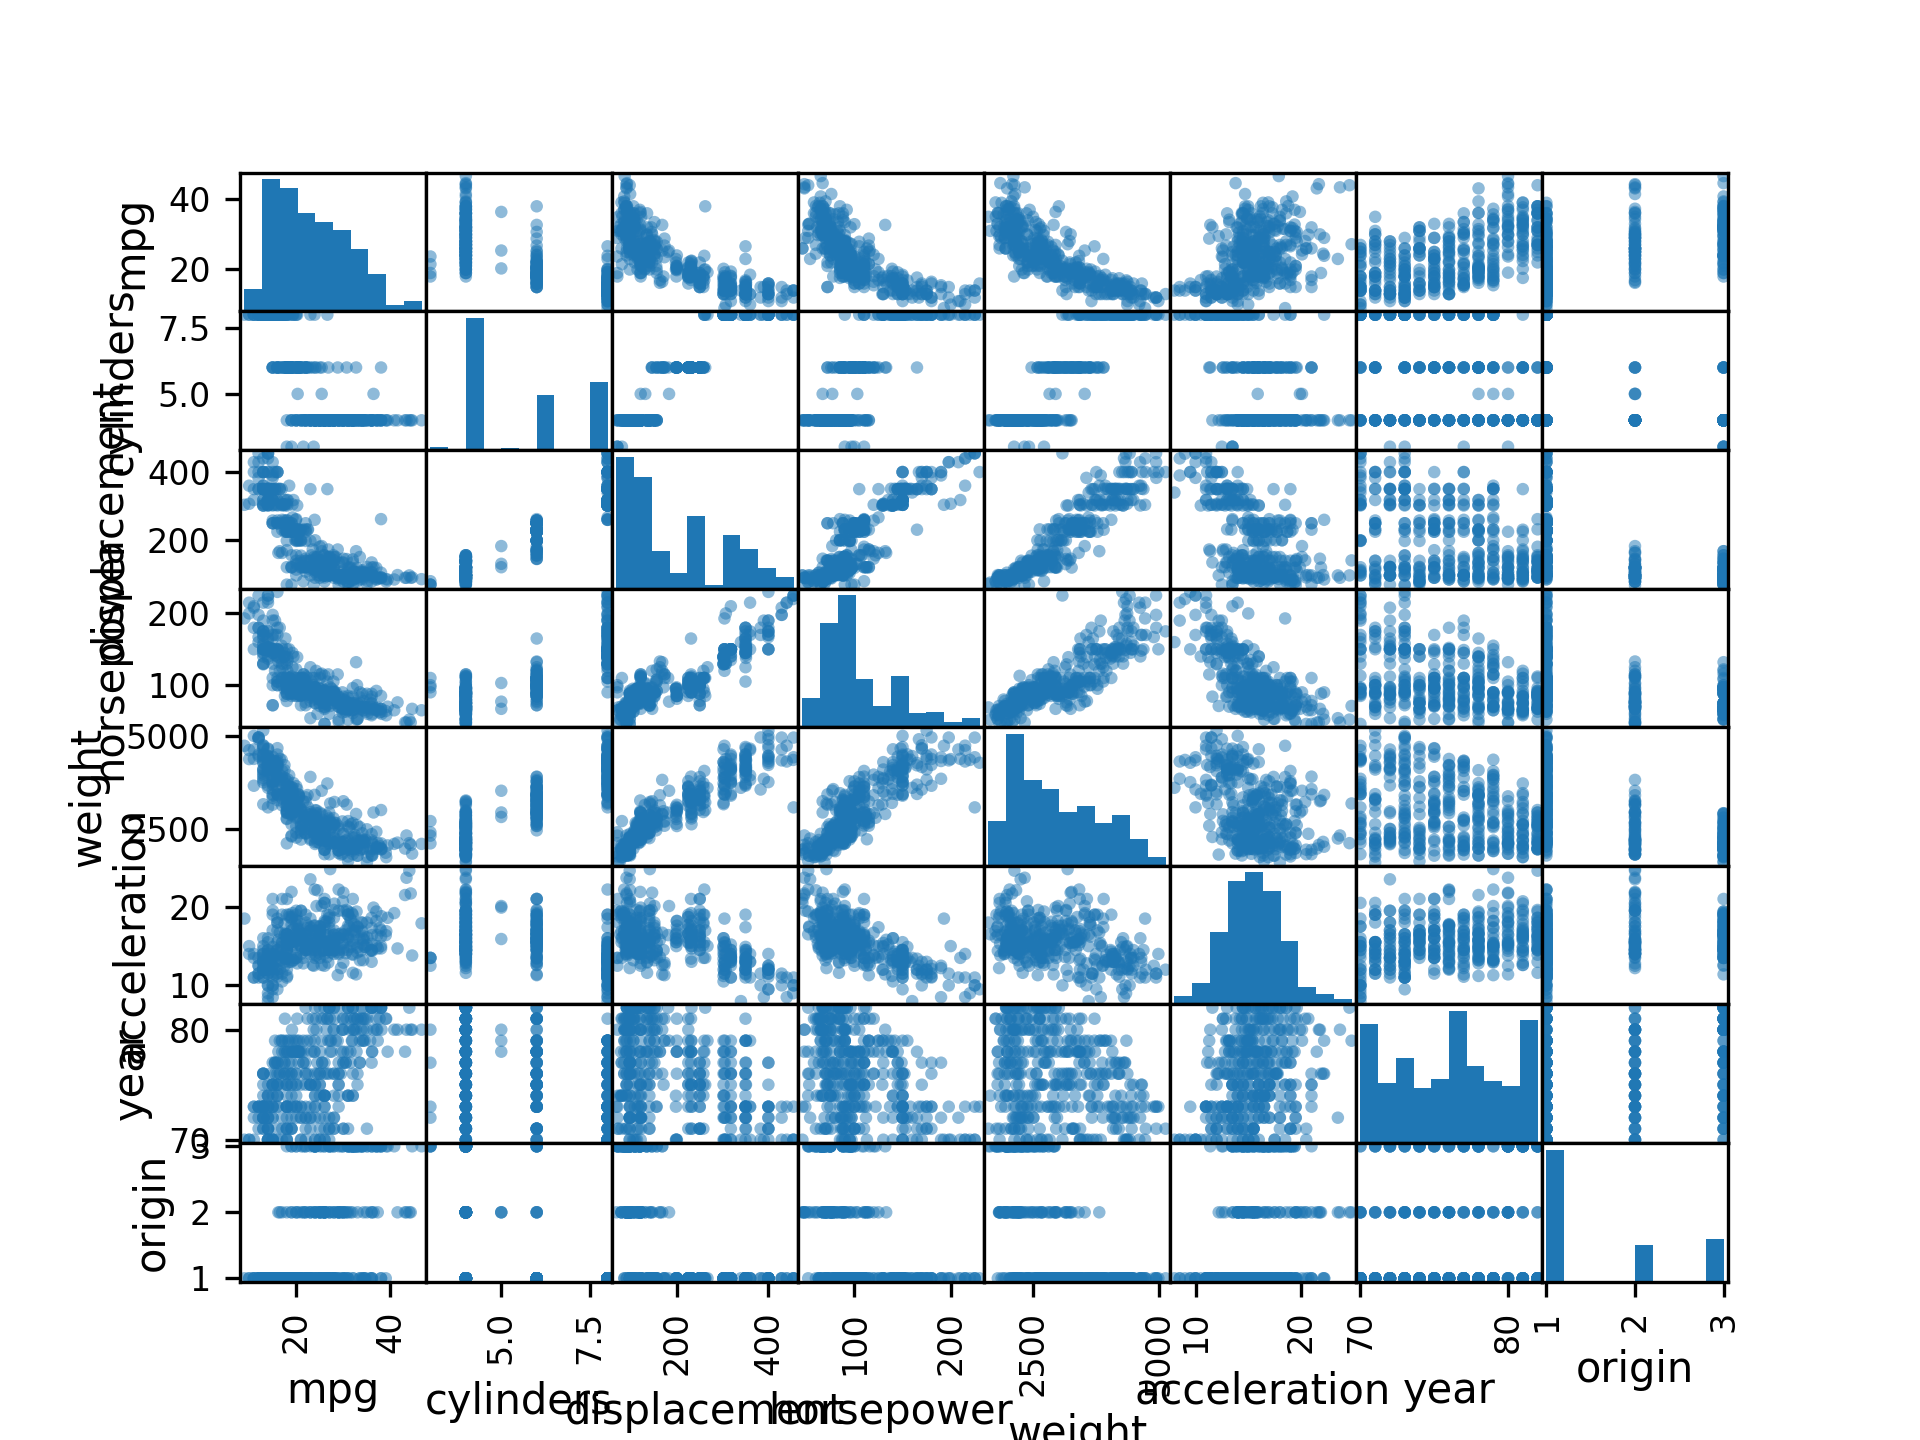 40
20
mpg
7.5
5.0
cylinders
400
200
displacement
200
100
horsepower
5000
2500
weight
20
10
acceleration
80
70
year
3
2
1
origin
20 40 5.0 7.5 200 400 100 200 2500 5000 10 20 70 80 1 2 3
mpg cylinders displacement horsepower weight acceleration year origin